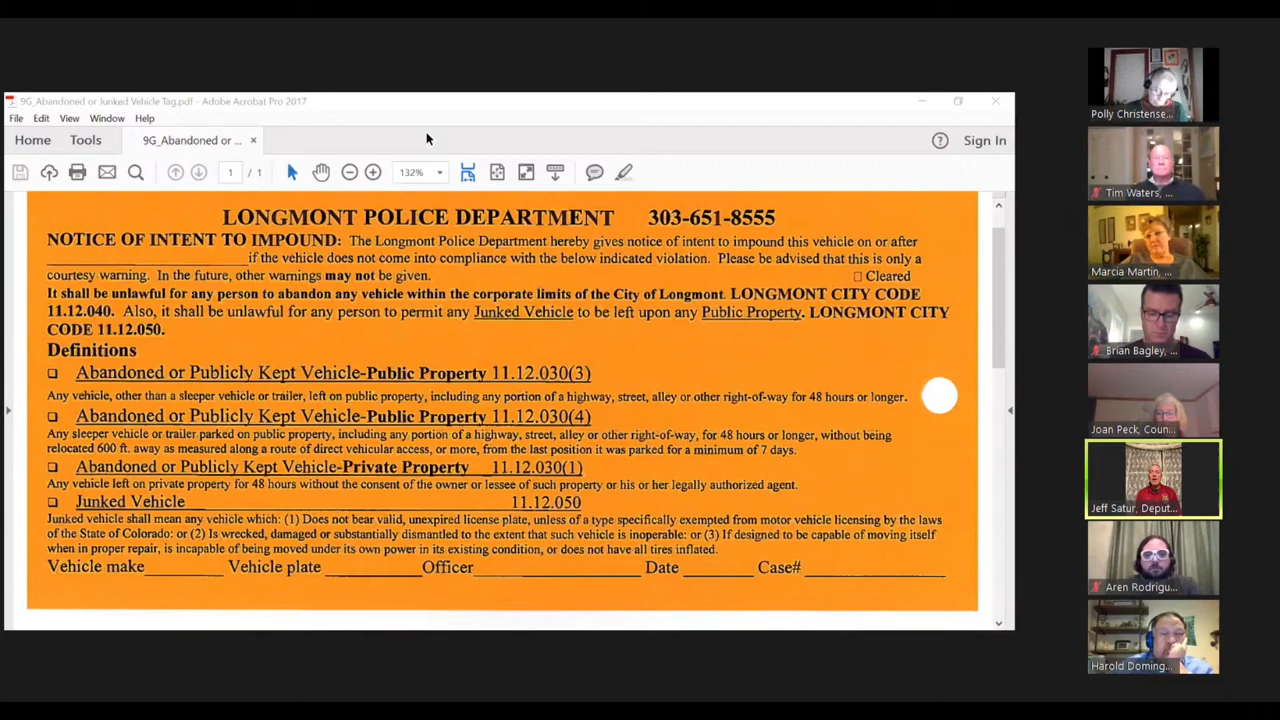 9G_Abandoned or Junked Vehicle Tag.pdf - Adobe Acrobat Pro 2017
File Edit View Window Help
Home Tools 9G_Abandoned or ... × Sign In
1 / 1 132%
LONGMONT POLICE DEPARTMENT 303-651-8555
NOTICE OF INTENT TO IMPOUND: The Longmont Police Department hereby gives notice of intent to impound this vehicle on or after
____________________ if the vehicle does not come into compliance with the below indicated violation. Please be advised that this is only a
courtesy warning. In the future, other warnings may not be given. □ Cleared
It shall be unlawful for any person to abandon any vehicle within the corporate limits of the City of Longmont. LONGMONT CITY CODE
11.12.040. Also, it shall be unlawful for any person to permit any Junked Vehicle to be left upon any Public Property. LONGMONT CITY
CODE 11.12.050.
Definitions
□ Abandoned or Publicly Kept Vehicle-Public Property 11.12.030(3)
Any vehicle, other than a sleeper vehicle or trailer, left on public property, including any portion of a highway, street, alley or other right-of-way for 48 hours or longer.
□ Abandoned or Publicly Kept Vehicle-Public Property 11.12.030(4)
Any sleeper vehicle or trailer parked on public property, including any portion of a highway, street, alley or other right-of-way, for 48 hours or longer, without being
relocated 600 ft. away as measured along a route of direct vehicular access, or more, from the last position it was parked for a minimum of 7 days.
□ Abandoned or Publicly Kept Vehicle-Private Property 11.12.030(1)
Any vehicle left on private property for 48 hours without the consent of the owner or lessee of such property or his or her legally authorized agent.
□ Junked Vehicle 11.12.050
Junked vehicle shall mean any vehicle which: (1) Does not bear valid, unexpired license plate, unless of a type specifically exempted from motor vehicle licensing by the laws
of the State of Colorado: or (2) Is wrecked, damaged or substantially dismantled to the extent that such vehicle is inoperable: or (3) If designed to be capable of moving itself
when in proper repair, is incapable of being moved under its own power in its existing condition, or does not have all tires inflated.
Vehicle make________ Vehicle plate __________ Officer_________________ Date _______ Case# ______________
Polly Christense...
Tim Waters, ...
Marcia Martin, ...
Brian Bagley, ...
Joan Peck, Coun...
Jeff Satur, Deput...
Aren Rodrigu...
Harold Doming...